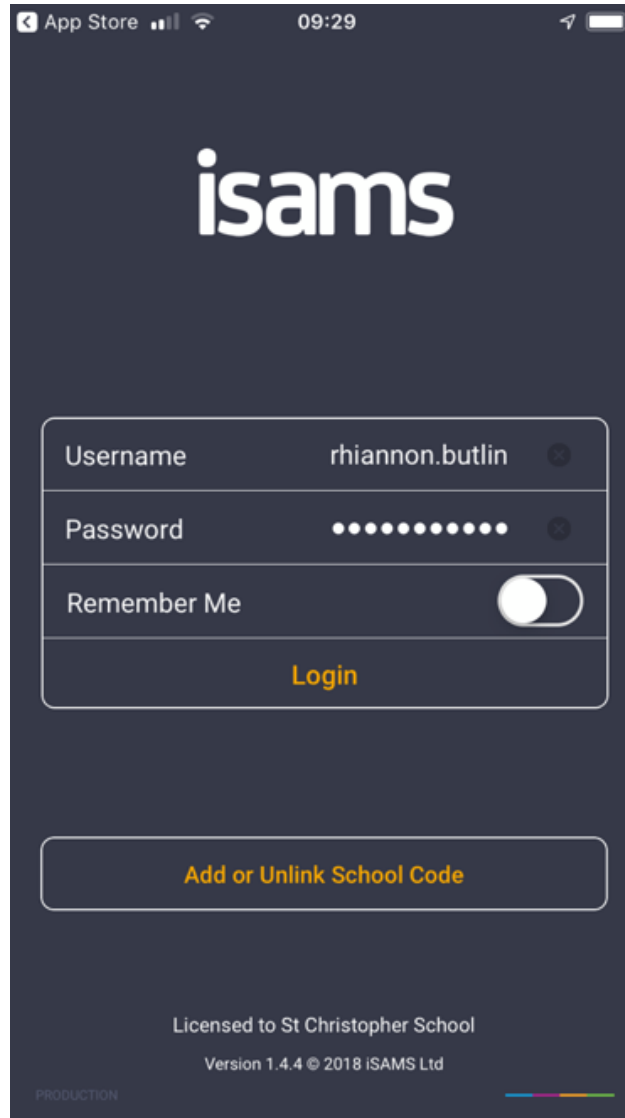 App Store 09:29
isams
Username rhiannon.butlin
Password •••••••••••
Remember Me
Login
Add or Unlink School Code
Licensed to St Christopher School
Version 1.4.4 © 2018 iSAMS Ltd
PRODUCTION